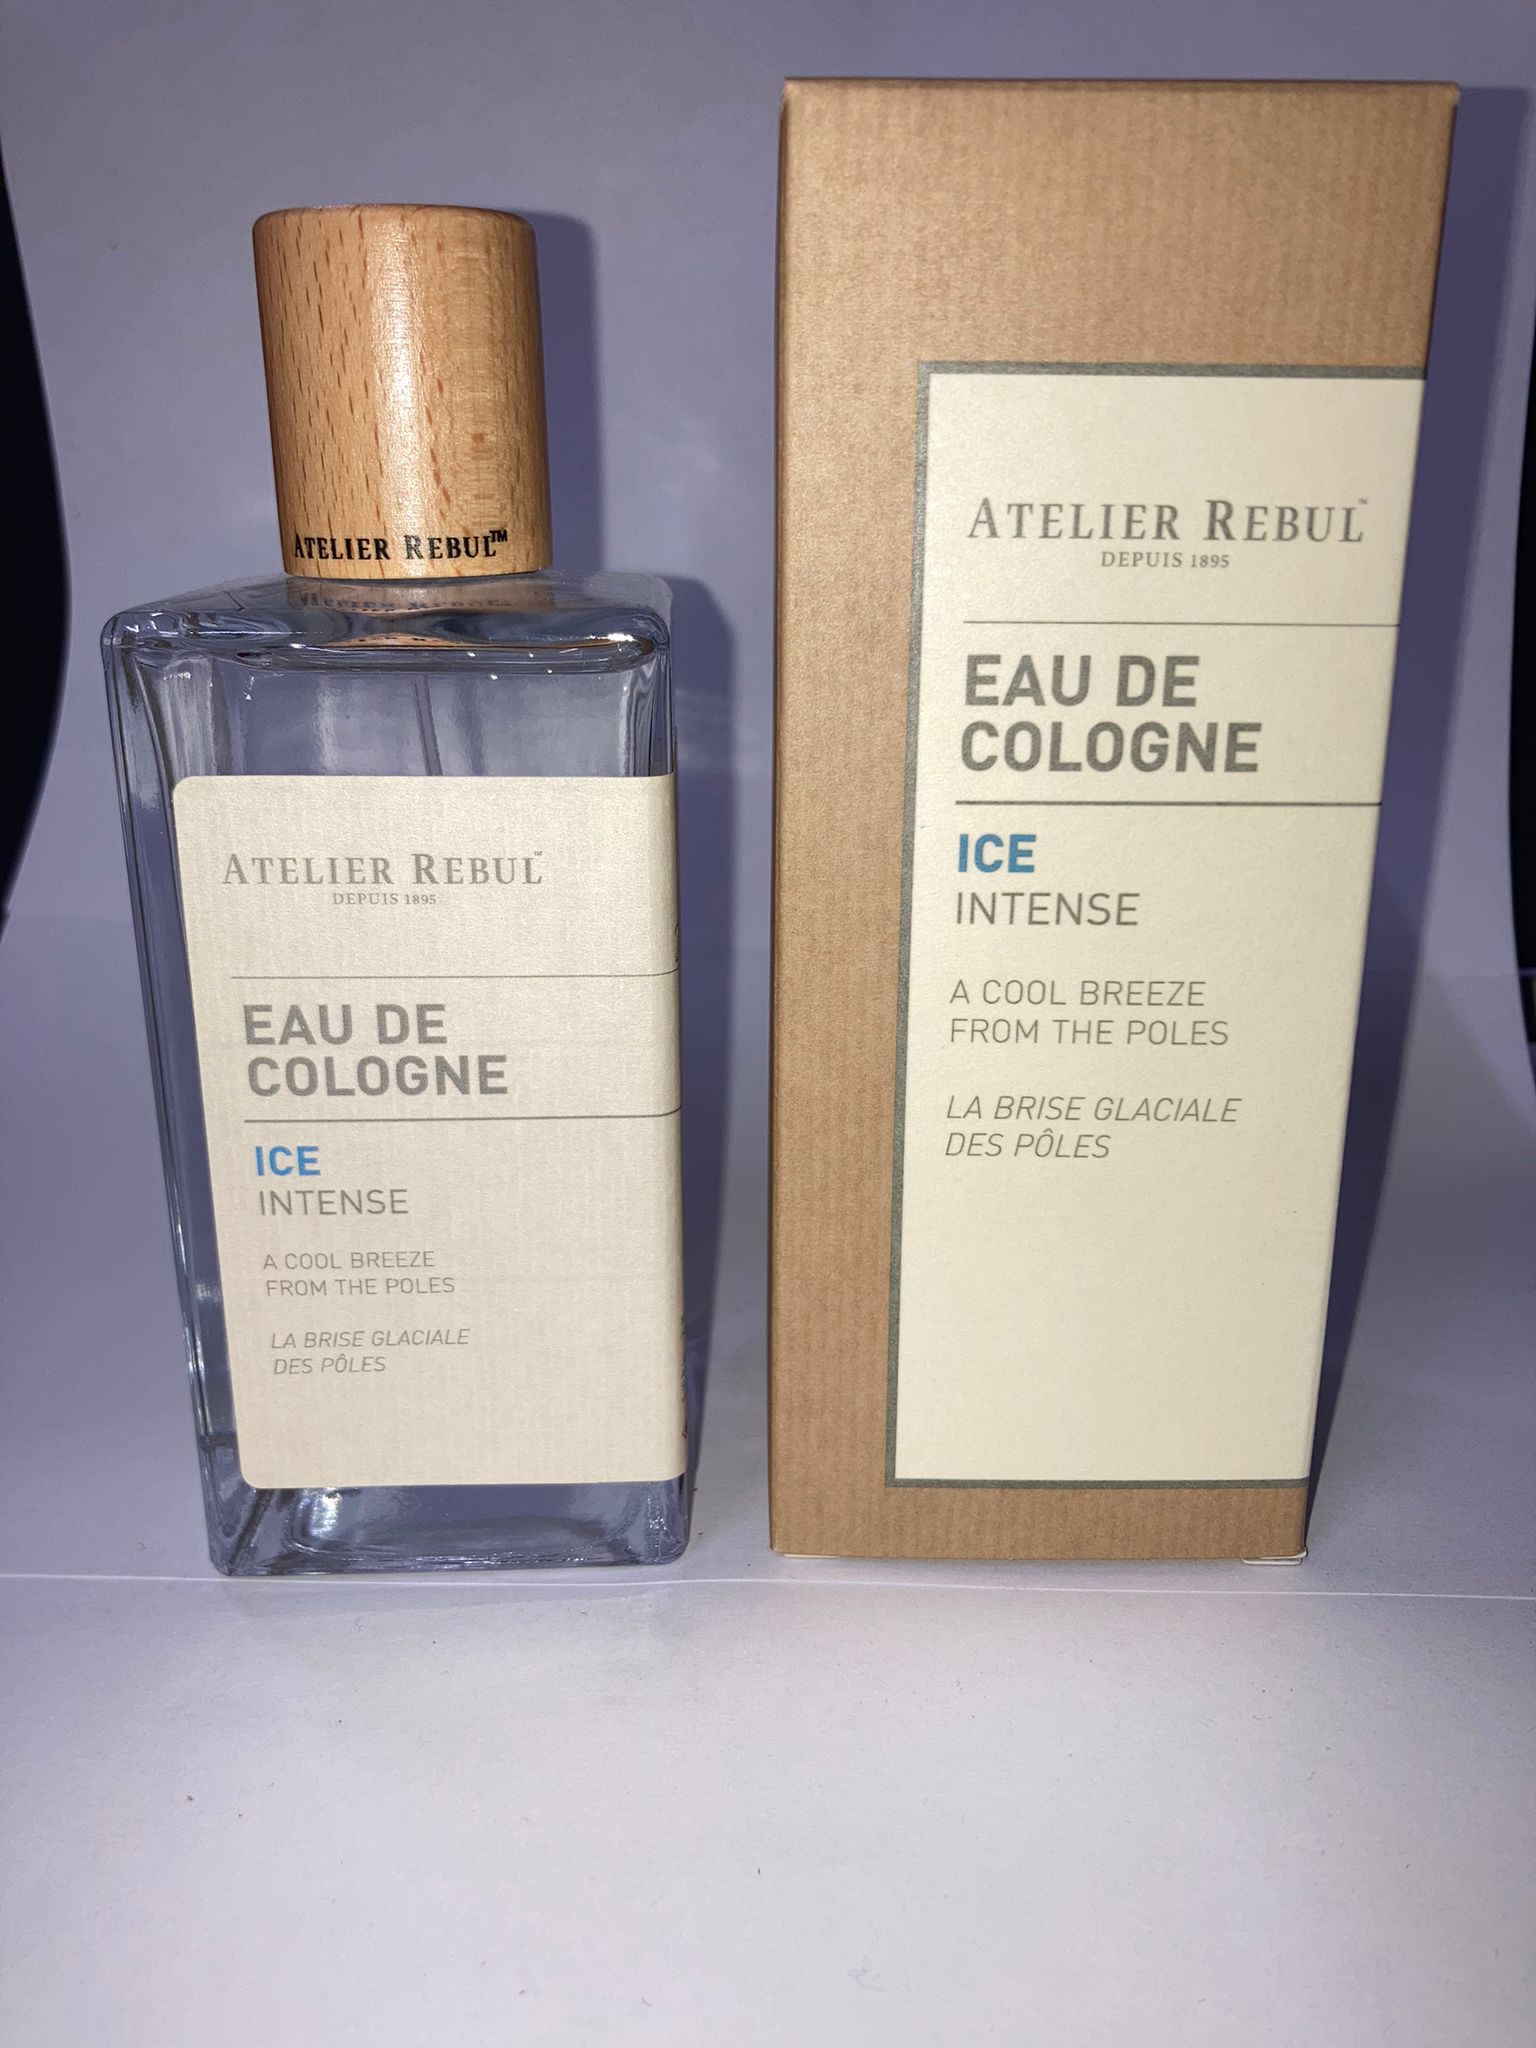 ATELIER REBUL™
ATELIER REBUL™
DEPUIS 1895
EAU DE
COLOGNE
ICE
INTENSE
A COOL BREEZE
FROM THE POLES
LA BRISE GLACIALE
DES PÔLES
ATELIER REBUL™
DEPUIS 1895
EAU DE
COLOGNE
ICE
INTENSE
A COOL BREEZE
FROM THE POLES
LA BRISE GLACIALE
DES PÔLES